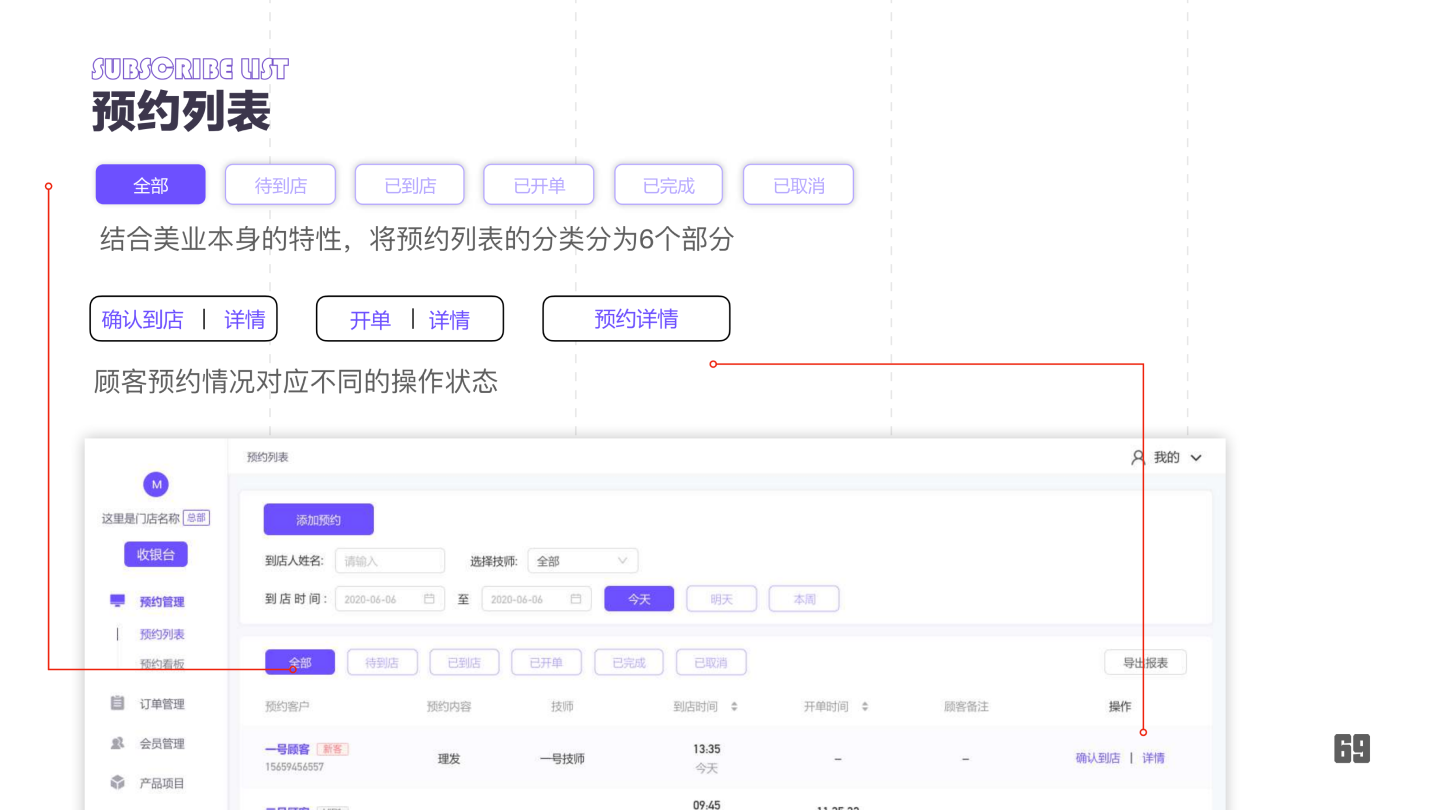 SUBSCRIBE LIST
预约列表
全部 待到店 已到店 已开单 已完成 已取消
结合美业本身的特性，将预约列表的分类分为6个部分
确认到店 | 详情 开单 | 详情 预约详情
顾客预约情况对应不同的操作状态
预约列表 我的
M
这里是门店名称 总部
添加预约
收银台
到店人姓名: 请输入 选择技师: 全部
预约管理
到店时间: 2020-06-06 至 2020-06-06 今天 明天 本周
预约列表
预约看板
全部 待到店 已到店 已开单 已完成 已取消 导出报表
订单管理
预约客户 预约内容 技师 到店时间 开单时间 顾客备注 操作
会员管理
一号顾客 新客 理发 一号技师 13:35 – – 确认到店 | 详情
15659456557 今天
产品项目
09:45
69